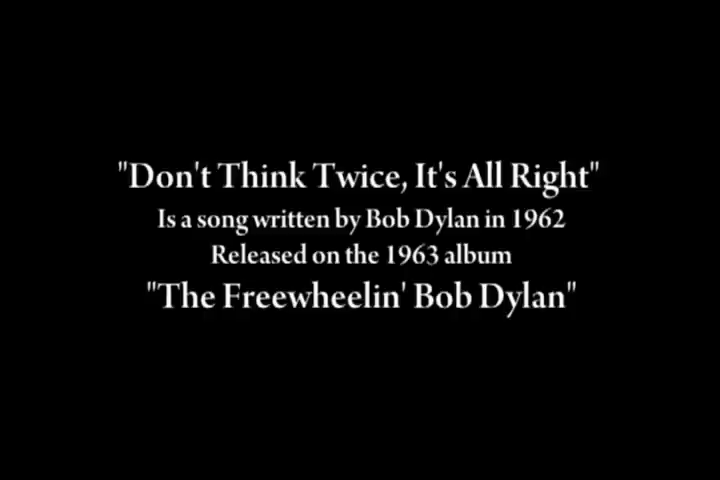 "Don't Think Twice, It's All Right"
Is a song written by Bob Dylan in 1962
Released on the 1963 album
"The Freewheelin' Bob Dylan"